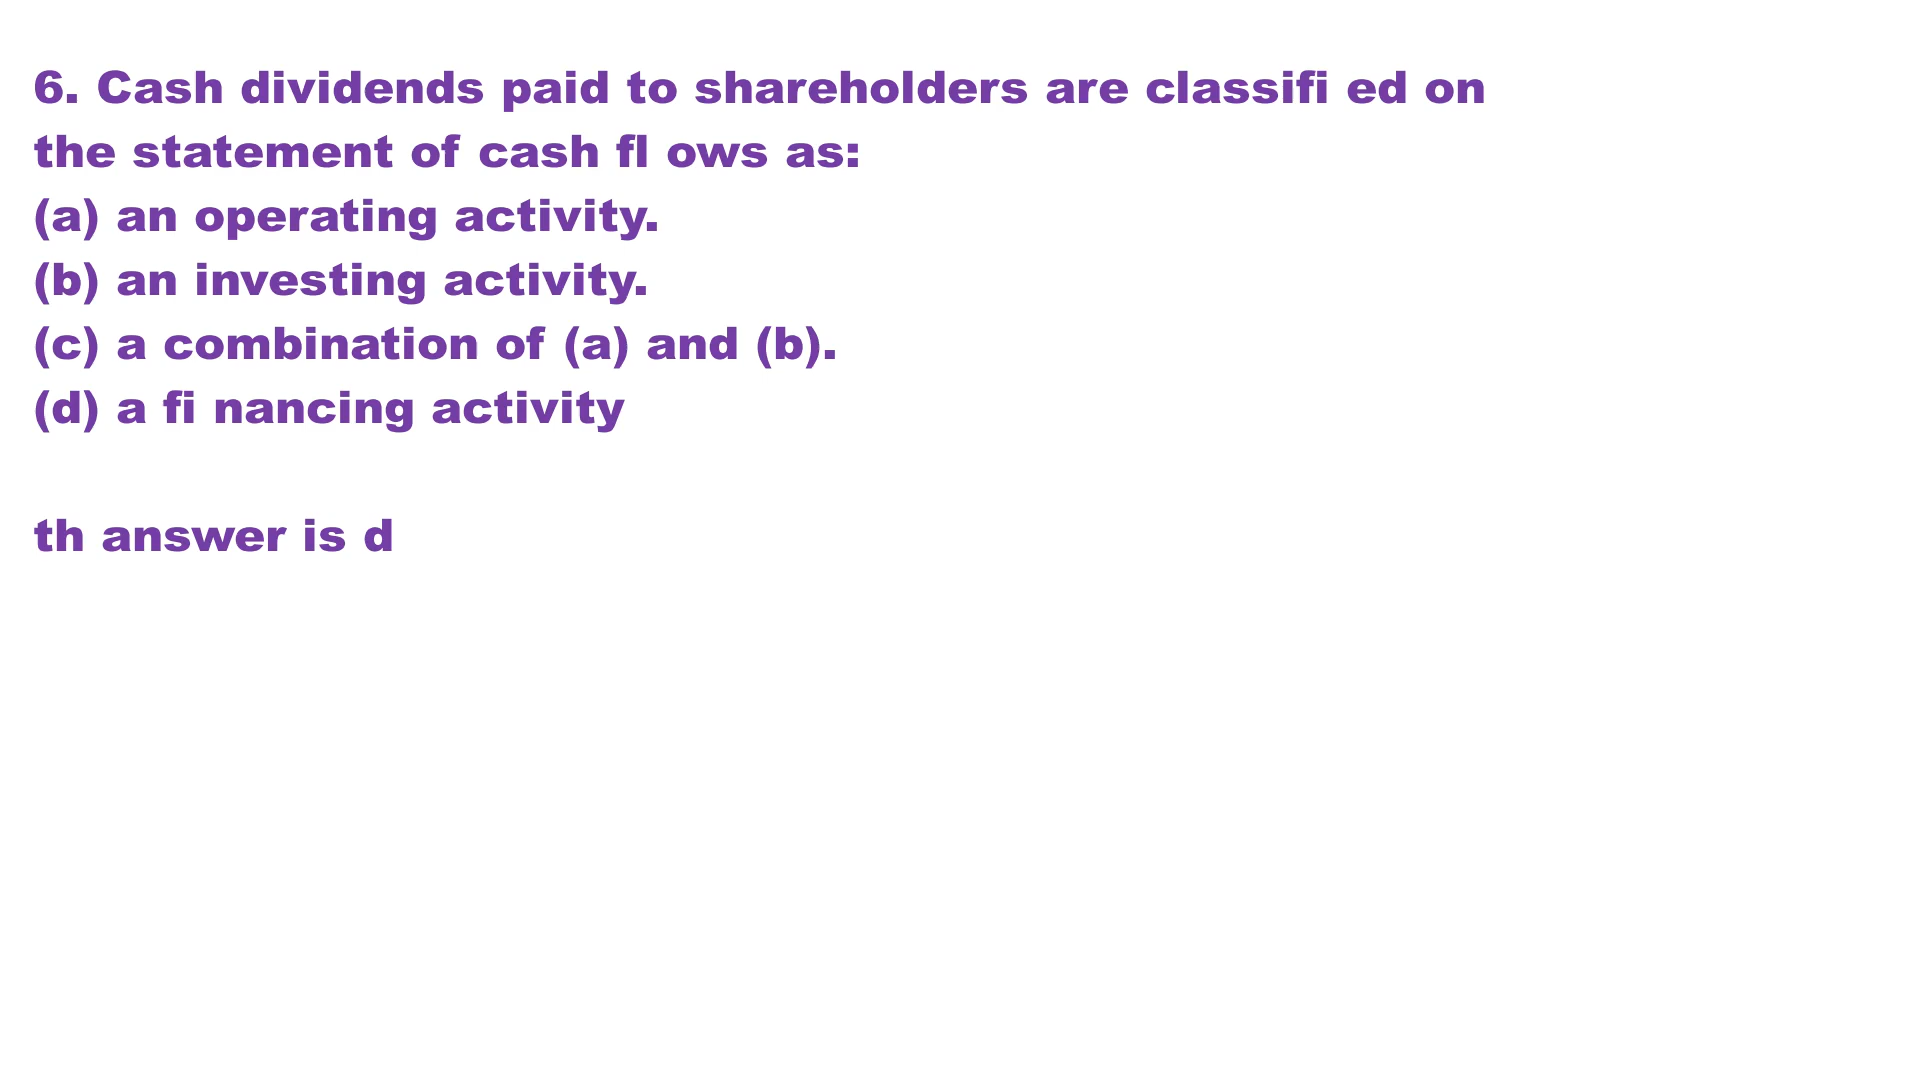 6. Cash dividends paid to shareholders are classifi ed on
the statement of cash fl ows as:
(a) an operating activity.
(b) an investing activity.
(c) a combination of (a) and (b).
(d) a fi nancing activity
th answer is d